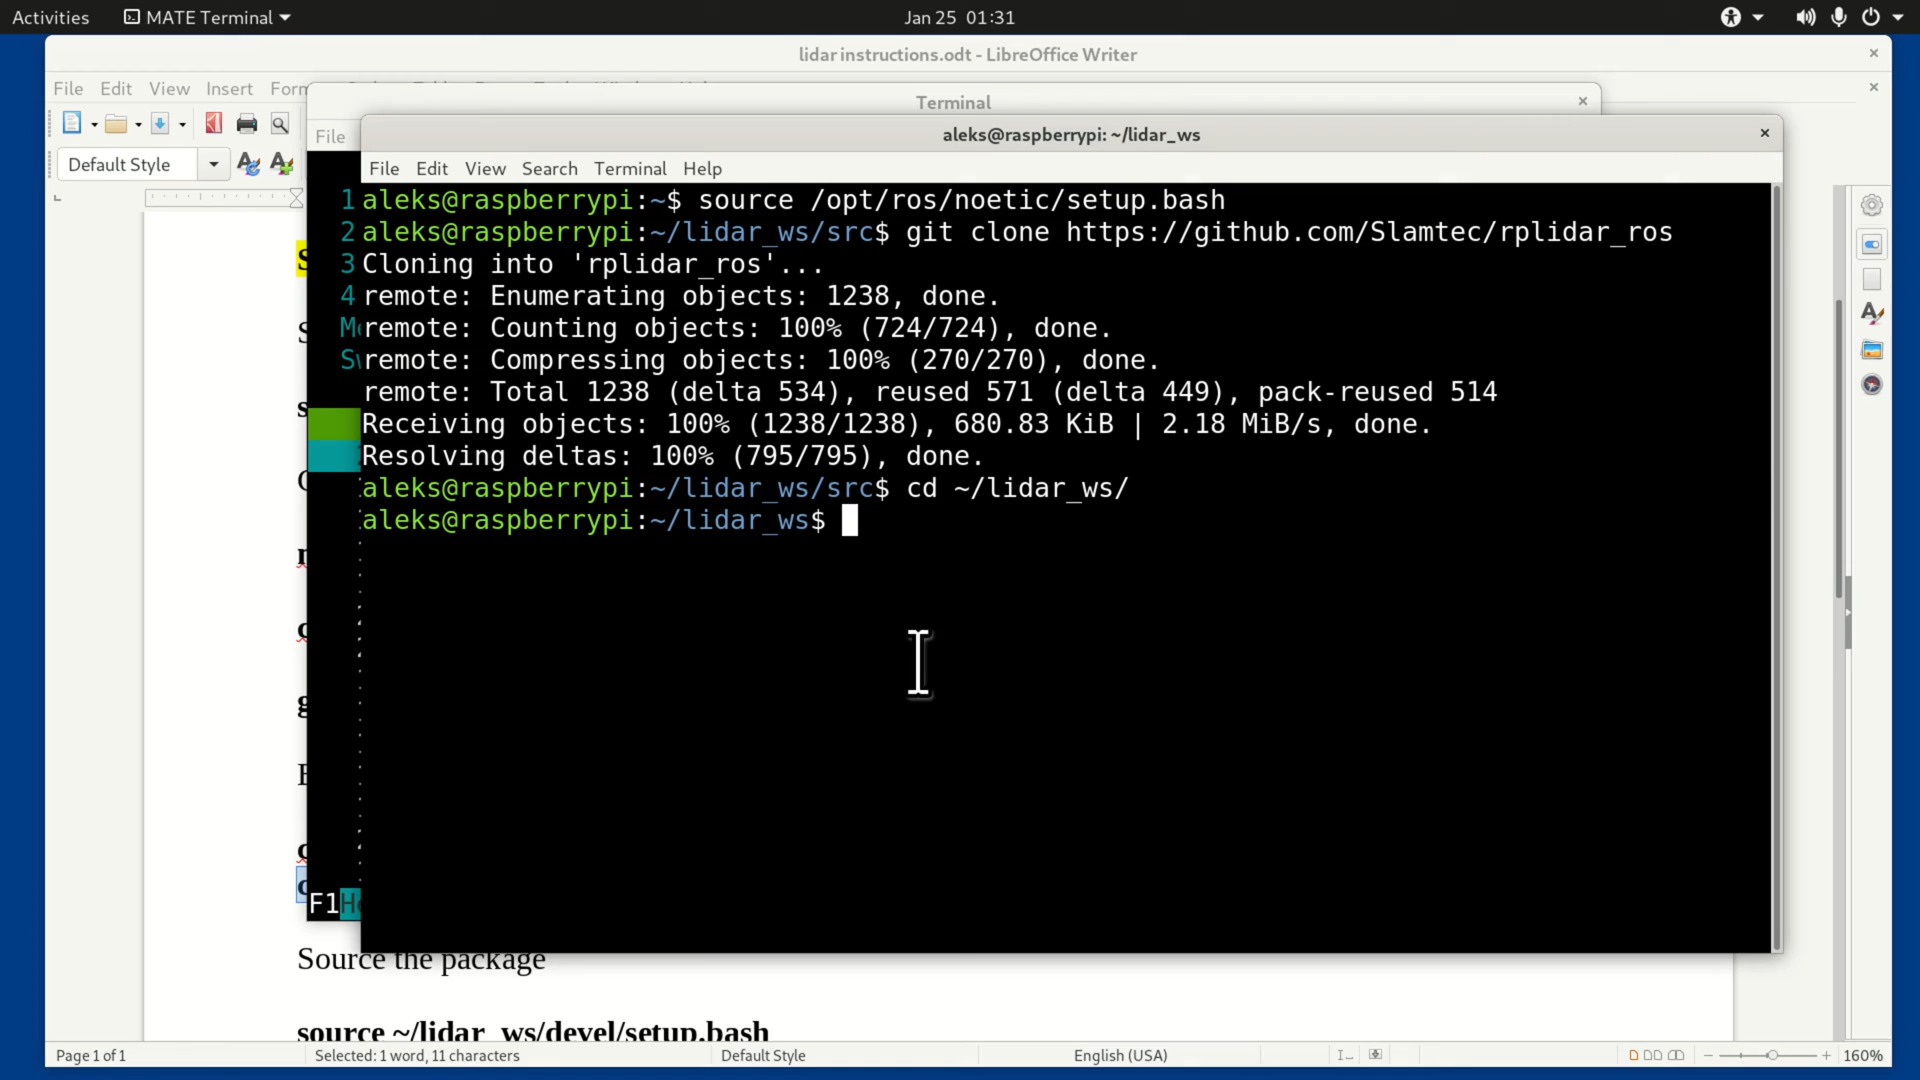 Activities MATE Terminal Jan 25 01:31
lidar instructions.odt - LibreOffice Writer
File Edit View Insert
Terminal
File
aleks@raspberrypi: ~/lidar_ws
File Edit View Search Terminal Help
Default Style
1
2
3
4
aleks@raspberrypi:~$ source /opt/ros/noetic/setup.bash
aleks@raspberrypi:~/lidar_ws/src$ git clone https://github.com/Slamtec/rplidar_ros
Cloning into 'rplidar_ros'...
remote: Enumerating objects: 1238, done.
remote: Counting objects: 100% (724/724), done.
remote: Compressing objects: 100% (270/270), done.
remote: Total 1238 (delta 534), reused 571 (delta 449), pack-reused 514
Receiving objects: 100% (1238/1238), 680.83 KiB | 2.18 MiB/s, done.
Resolving deltas: 100% (795/795), done.
aleks@raspberrypi:~/lidar_ws/src$ cd ~/lidar_ws/
aleks@raspberrypi:~/lidar_ws$
F1
Source the package
source ~/lidar_ws/devel/setup.bash
Page 1 of 1 Selected: 1 word, 11 characters Default Style English (USA) 160%